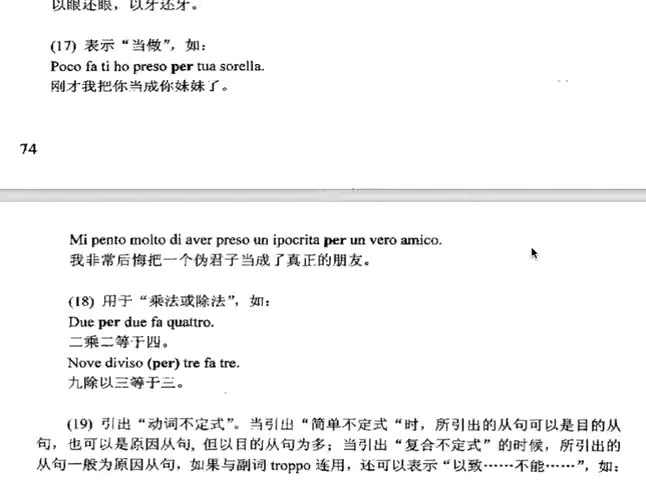 以眼还眼，以牙还牙。
(17) 表示“当做”，如：
Poco fa ti ho preso per tua sorella.
刚才我把你当成你妹妹了。
74
Mi pento molto di aver preso un ipocrita per un vero amico.
我非常后悔把一个伪君子当成了真正的朋友。
(18) 用于“乘法或除法”，如：
Due per due fa quattro.
二乘二等于四。
Nove diviso (per) tre fa tre.
九除以三等于三。
(19) 引出“动词不定式”。当引出“简单不定式“时，所引出的从句可以是目的从
句，也可以是原因从句, 但以目的从句为多；当引出“复合不定式”的时候，所引出的
从句一般为原因从句，如果与副词 troppo 连用，还可以表示“以致……不能……”，如：